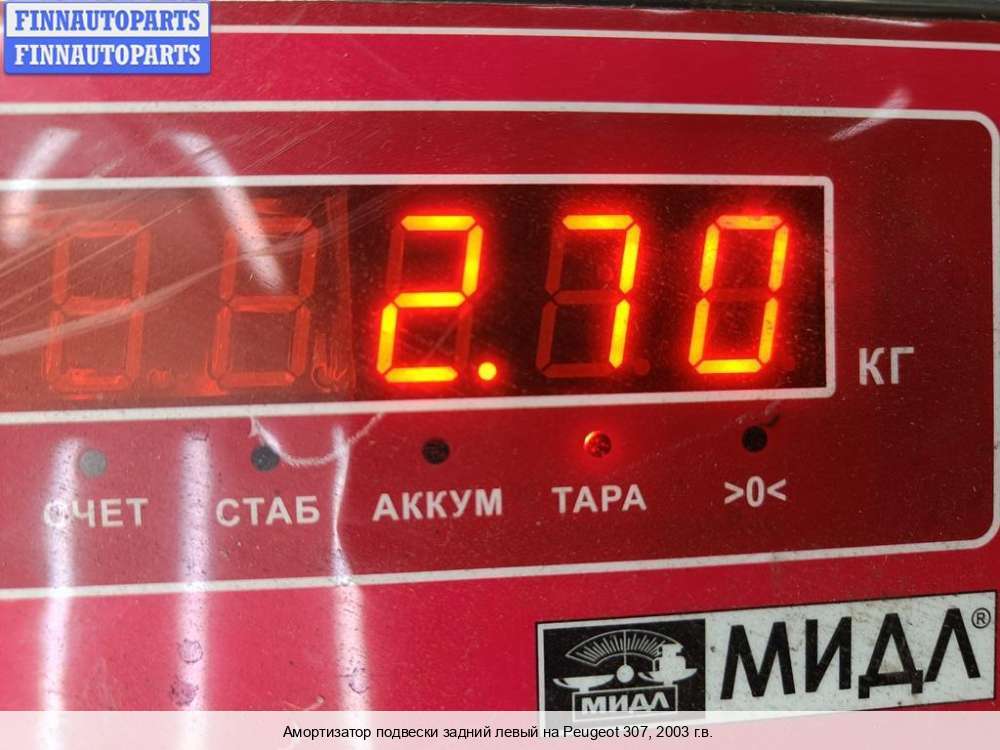 FINNAUTOPARTS
FINNAUTOPARTS
2.70
КГ
СЧЕТ СТАБ АККУМ ТАРА >0<
МИДЛ®
МИДЛ
Амортизатор подвески задний левый на Peugeot 307, 2003 г.в.